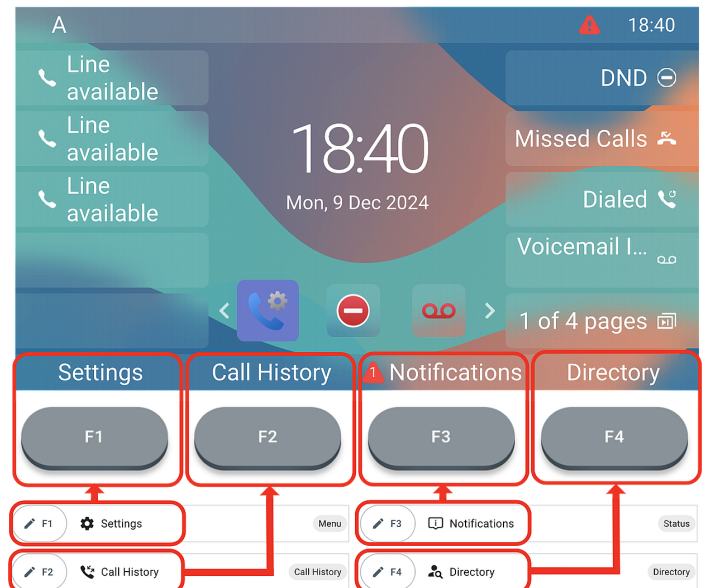 A
18:40
Line
available
DND
Line
available
18:40
Missed Calls
Line
available
Mon, 9 Dec 2024
Dialed
Voicemail I...
1 of 4 pages
Settings
Call History
1 Notifications
Directory
F1
F2
F3
F4
F1 Settings Menu
F3 Notifications Status
F2 Call History Call History
F4 Directory Directory